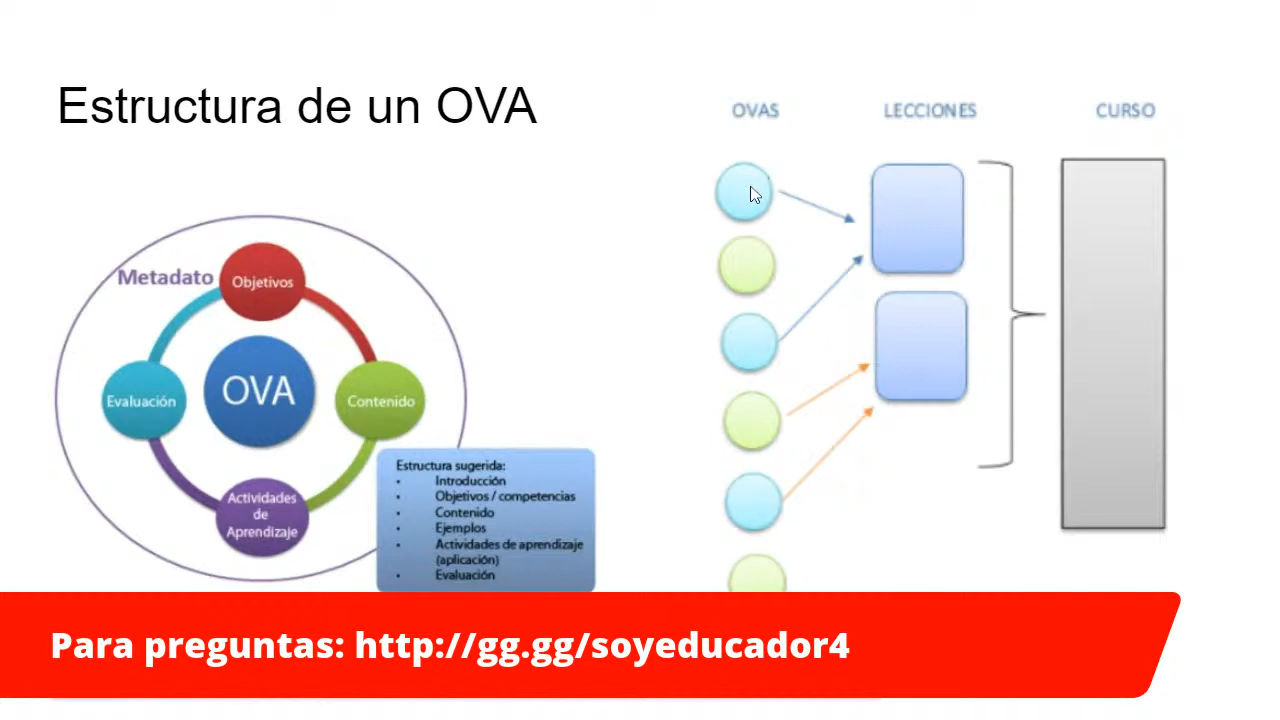 Estructura de un OVA
OVAS
LECCIONES
CURSO
Metadato
Objetivos
OVA
Evaluación
Contenido
Actividades
de
Aprendizaje
Estructura sugerida:
• Introducción
• Objetivos / competencias
• Contenido
• Ejemplos
• Actividades de aprendizaje
(aplicación)
• Evaluación
Para preguntas: http://gg.gg/soyeducador4